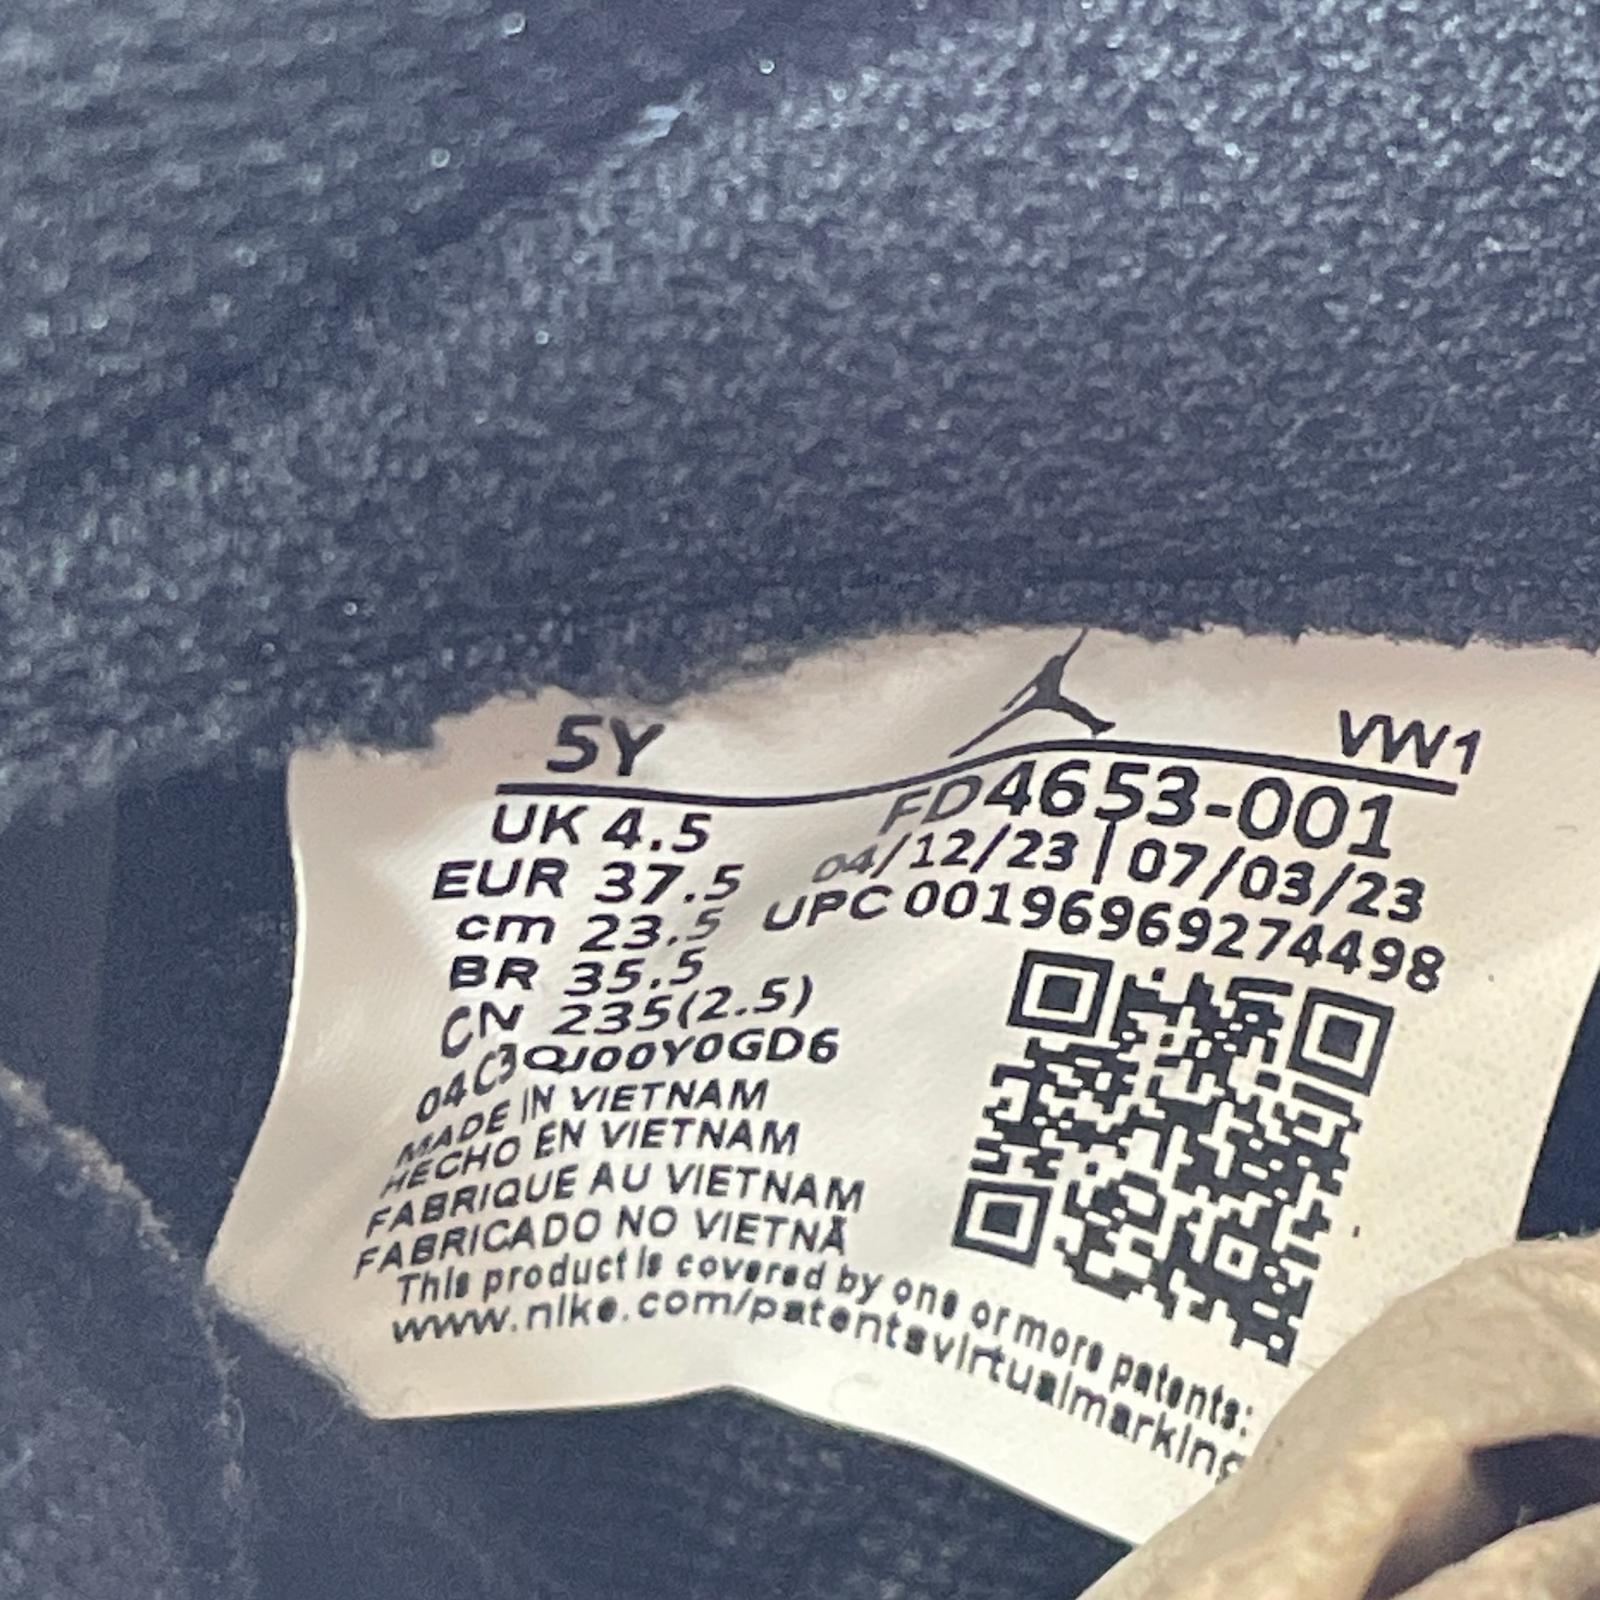 5Y
VW1
UK 4.5
EUR 37.5
cm 23.5
BR 35.5
CN 235(2.5)
04C3QJ00Y0GD6
MADE IN VIETNAM
HECHO EN VIETNAM
FABRIQUE AU VIETNAM
FABRICADO NO VIETNÃ
FD4653-001
04/12/23 | 07/03/23
UPC 00196969274498
This product is covered by one or more patents:
www.nike.com/patentsvirtualmarking